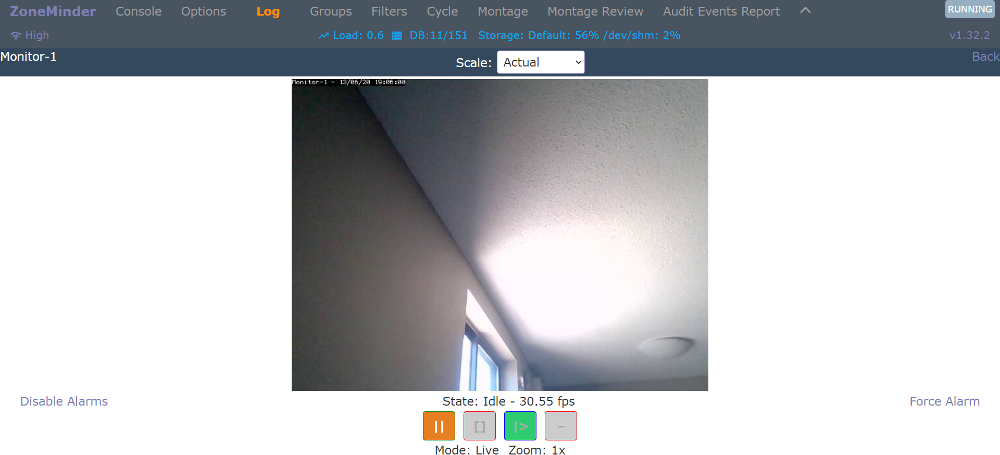 ZoneMinder Console Options Log Groups Filters Cycle Montage Montage Review Audit Events Report RUNNING
High Load: 0.6 DB:11/151 Storage: Default: 56% /dev/shm: 2% v1.32.2
Monitor-1 Scale: Actual Back
Monitor-1 - 13/06/20 19:06:00
Disable Alarms State: Idle - 30.55 fps Force Alarm
|| [] |> –
Mode: Live Zoom: 1x